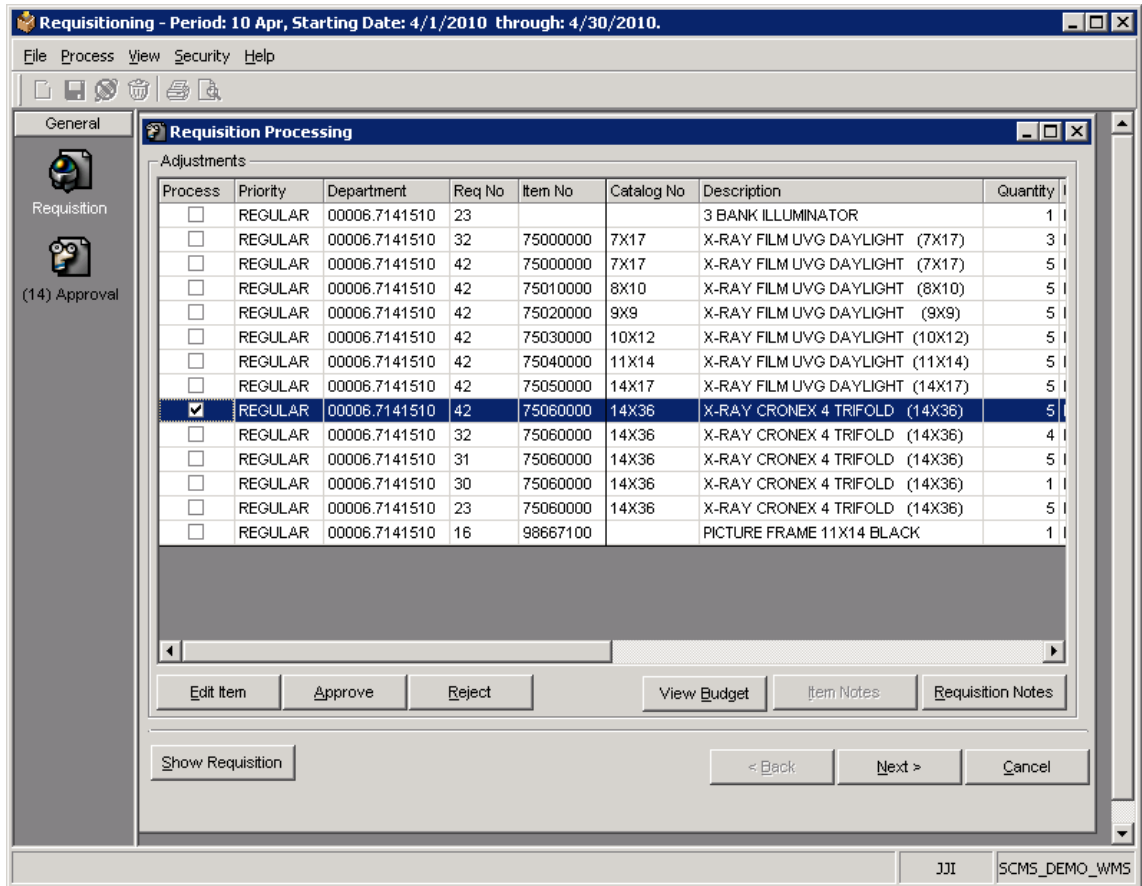 Requisitioning - Period: 10 Apr, Starting Date: 4/1/2010 through: 4/30/2010.
File Process View Security Help
General
Requisition
(14) Approval
Requisition Processing
Adjustments
Process Priority Department Req No Item No Catalog No Description Quantity
REGULAR 00006.7141510 23 3 BANK ILLUMINATOR 1
REGULAR 00006.7141510 32 75000000 7X17 X-RAY FILM UVG DAYLIGHT (7X17) 3
REGULAR 00006.7141510 42 75000000 7X17 X-RAY FILM UVG DAYLIGHT (7X17) 5
REGULAR 00006.7141510 42 75010000 8X10 X-RAY FILM UVG DAYLIGHT (8X10) 5
REGULAR 00006.7141510 42 75020000 9X9 X-RAY FILM UVG DAYLIGHT (9X9) 5
REGULAR 00006.7141510 42 75030000 10X12 X-RAY FILM UVG DAYLIGHT (10X12) 5
REGULAR 00006.7141510 42 75040000 11X14 X-RAY FILM UVG DAYLIGHT (11X14) 5
REGULAR 00006.7141510 42 75050000 14X17 X-RAY FILM UVG DAYLIGHT (14X17) 5
REGULAR 00006.7141510 42 75060000 14X36 X-RAY CRONEX 4 TRIFOLD (14X36) 5
REGULAR 00006.7141510 32 75060000 14X36 X-RAY CRONEX 4 TRIFOLD (14X36) 4
REGULAR 00006.7141510 31 75060000 14X36 X-RAY CRONEX 4 TRIFOLD (14X36) 5
REGULAR 00006.7141510 30 75060000 14X36 X-RAY CRONEX 4 TRIFOLD (14X36) 1
REGULAR 00006.7141510 23 75060000 14X36 X-RAY CRONEX 4 TRIFOLD (14X36) 5
REGULAR 00006.7141510 16 98667100 PICTURE FRAME 11X14 BLACK 1
Edit Item Approve Reject View Budget Item Notes Requisition Notes
Show Requisition < Back Next > Cancel
JJI SCMS_DEMO_WMS